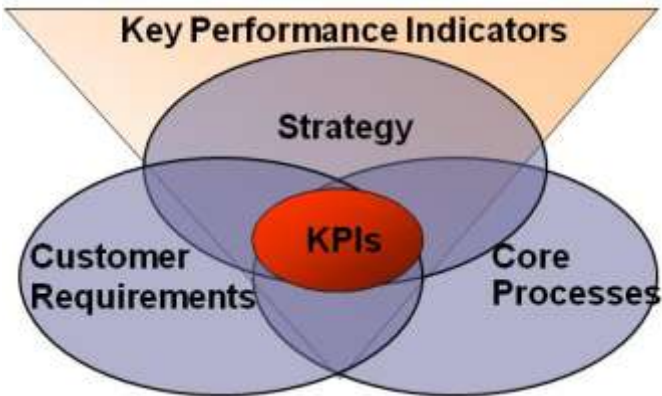 Key Performance Indicators
Strategy
KPIs
Customer
Requirements
Core
Processes